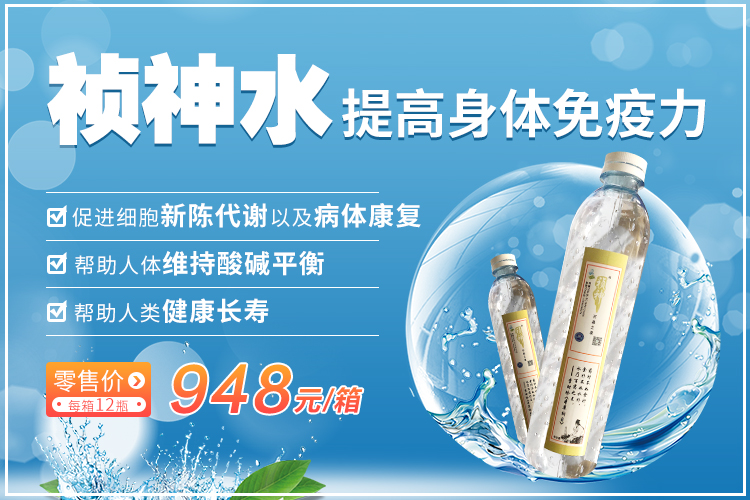 祯神水 提高身体免疫力
促进细胞新陈代谢以及病体康复
帮助人体维持酸碱平衡
帮助人类健康长寿
零售价
每箱12瓶
948元/箱